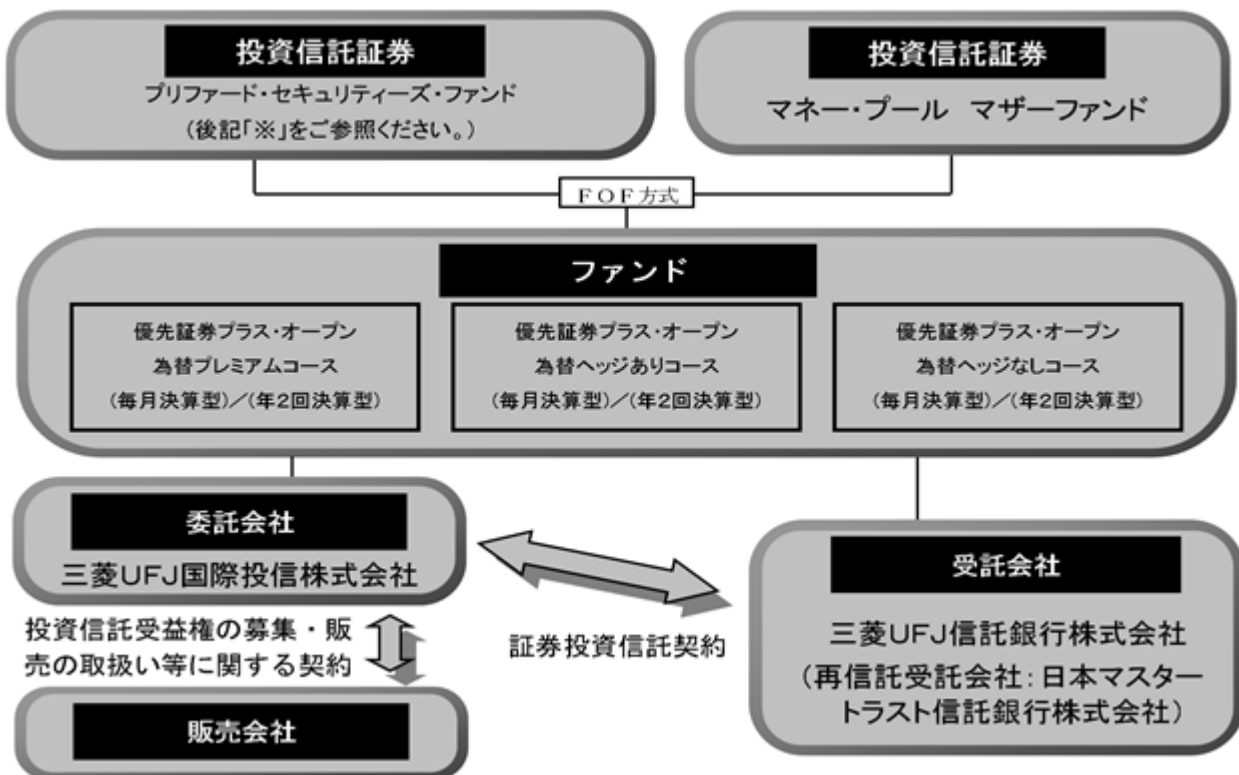 投資信託証券
プリファード・セキュリティーズ・ファンド
(後記「※」をご参照ください。)
投資信託証券
マネー・プール マザーファンド
FOF方式
ファンド
優先証券プラス・オープン
為替プレミアムコース
(毎月決算型)/(年2回決算型)
優先証券プラス・オープン
為替ヘッジありコース
(毎月決算型)/(年2回決算型)
優先証券プラス・オープン
為替ヘッジなしコース
(毎月決算型)/(年2回決算型)
委託会社
三菱UFJ国際投信株式会社
投資信託受益権の募集・販
売の取扱い等に関する契約
販売会社
証券投資信託契約
受託会社
三菱UFJ信託銀行株式会社
(再信託受託会社:日本マスター
トラスト信託銀行株式会社)